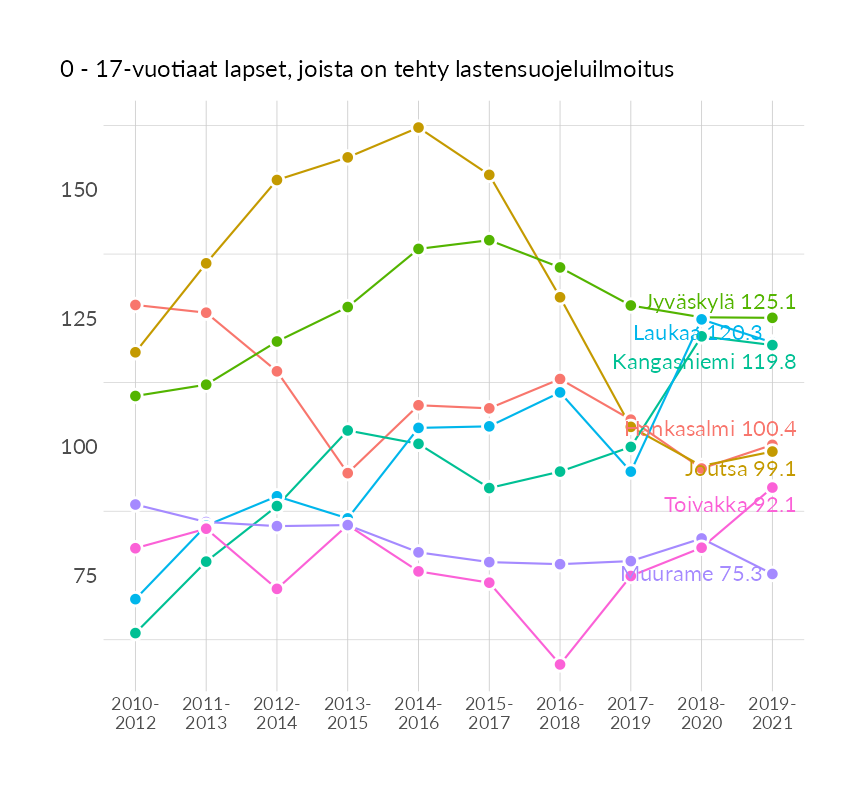 0 - 17-vuotiaat lapset, joista on tehty lastensuojeluilmoitus
150
125
100
75
Jyväskylä 125.1
Laukaa 120.3
Kangasniemi 119.8
Hankasalmi 100.4
Joutsa 99.1
Toivakka 92.1
Muurame 75.3
2010- 2011- 2012- 2013- 2014- 2015- 2016- 2017- 2018- 2019-
2012 2013 2014 2015 2016 2017 2018 2019 2020 2021